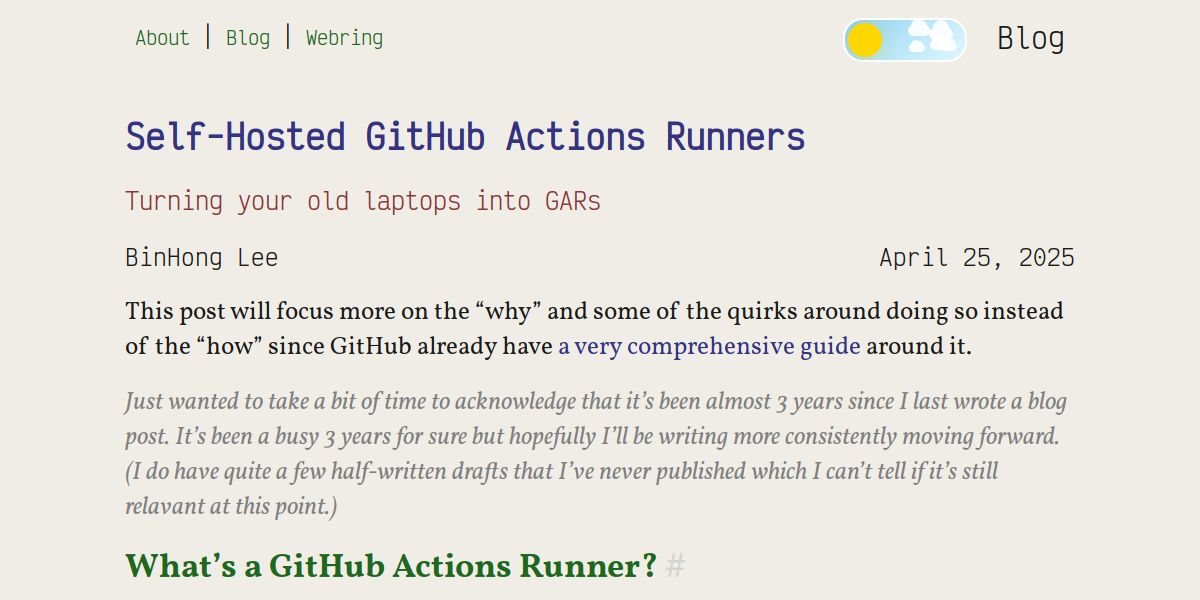 About | Blog | Webring
Blog
Self-Hosted GitHub Actions Runners
Turning your old laptops into GARs
BinHong Lee
April 25, 2025
This post will focus more on the “why” and some of the quirks around doing so instead
of the “how” since GitHub already have a very comprehensive guide around it.
Just wanted to take a bit of time to acknowledge that it’s been almost 3 years since I last wrote a blog
post. It’s been a busy 3 years for sure but hopefully I’ll be writing more consistently moving forward.
(I do have quite a few half-written drafts that I’ve never published which I can’t tell if it’s still
relavant at this point.)
What’s a GitHub Actions Runner? #